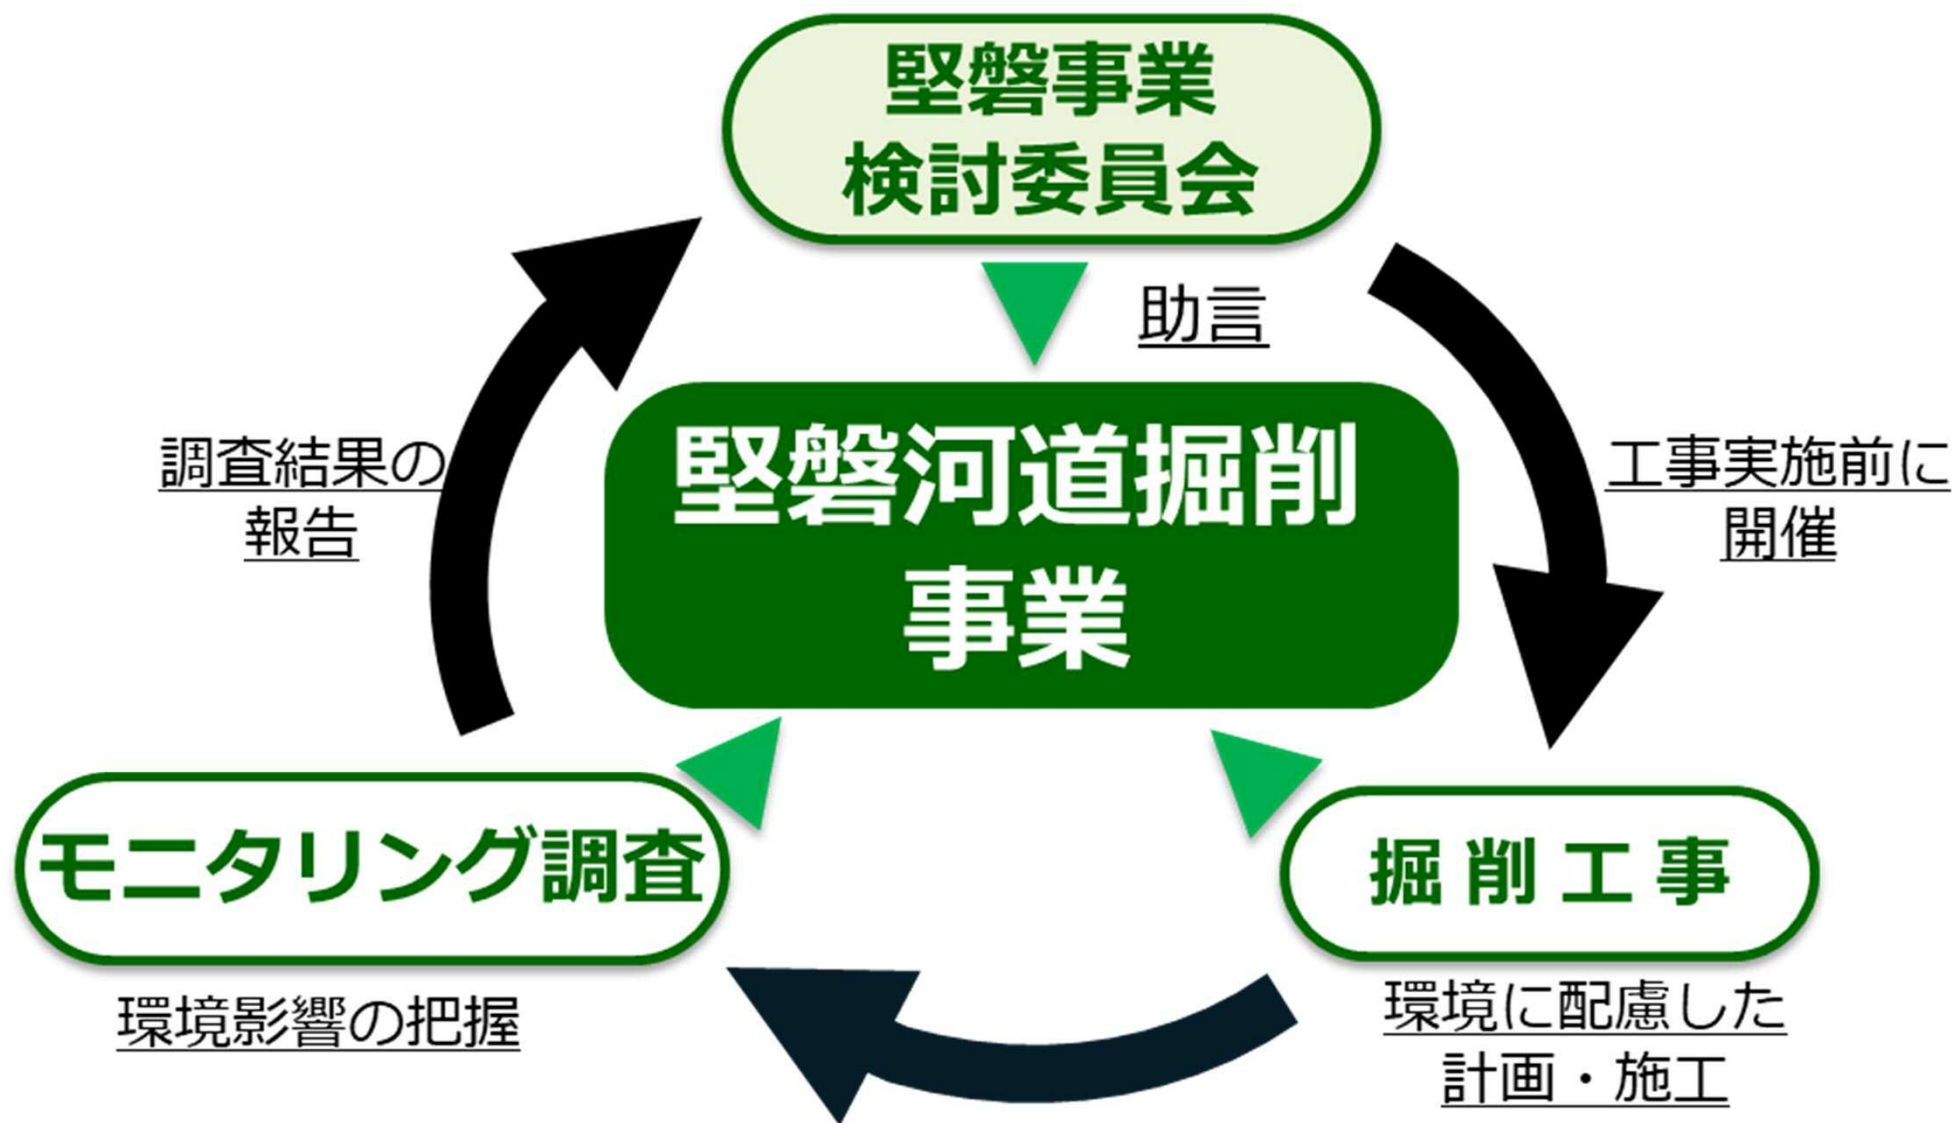 堅磐事業
検討委員会
助言
堅磐河道掘削
事業
調査結果の
報告
工事実施前に
開催
モニタリング調査
環境影響の把握
掘削工事
環境に配慮した
計画・施工